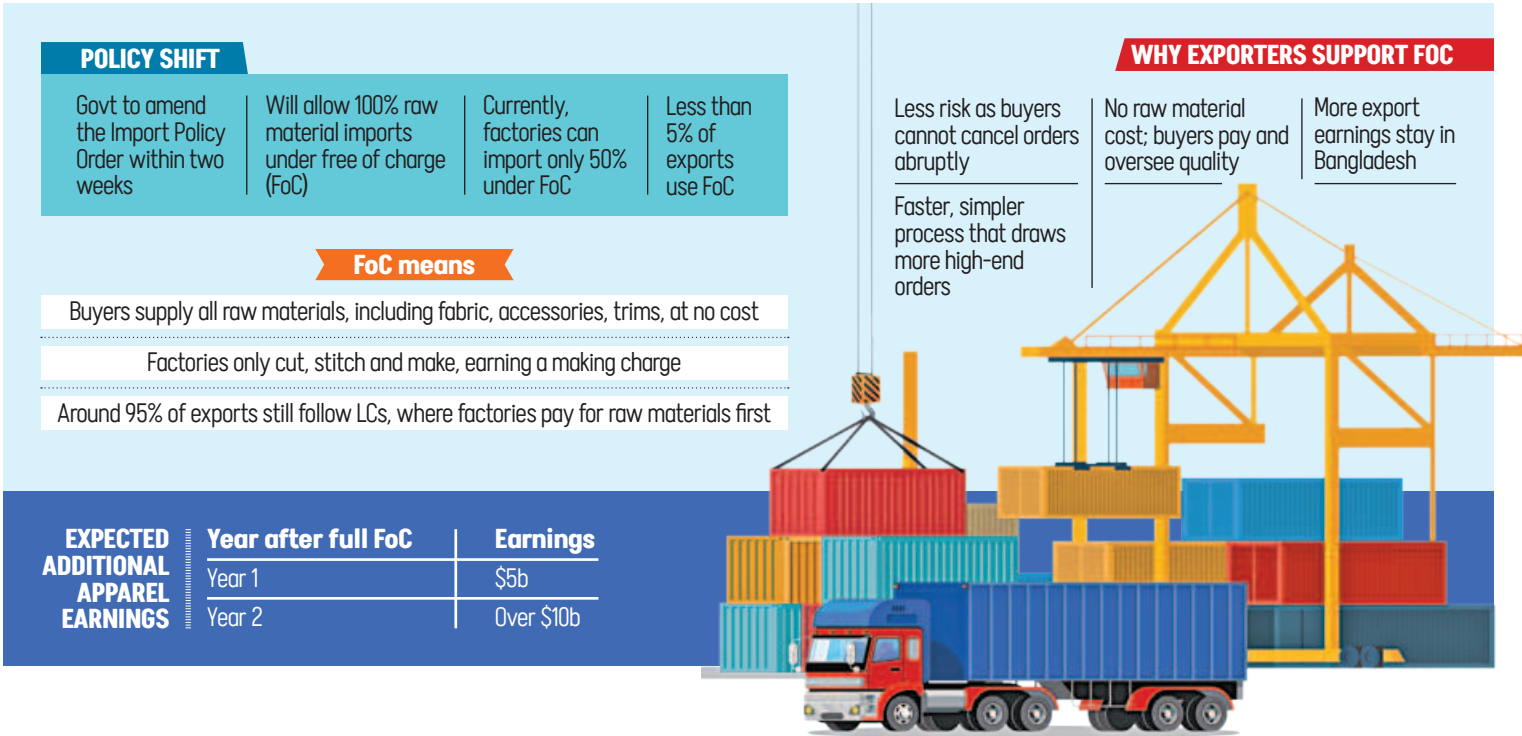 POLICY SHIFT
Govt to amend
the Import Policy
Order within two
weeks
Will allow 100% raw
material imports
under free of charge
(FoC)
Currently,
factories can
import only 50%
under FoC
Less than
5% of
exports
use FoC
FoC means
Buyers supply all raw materials, including fabric, accessories, trims, at no cost
Factories only cut, stitch and make, earning a making charge
Around 95% of exports still follow LCs, where factories pay for raw materials first
WHY EXPORTERS SUPPORT FOC
Less risk as buyers
cannot cancel orders
abruptly
No raw material
cost; buyers pay and
oversee quality
More export
earnings stay in
Bangladesh
Faster, simpler
process that draws
more high-end
orders
EXPECTED
ADDITIONAL
APPAREL
EARNINGS
Year after full FoC Earnings
Year 1 $5b
Year 2 Over $10b